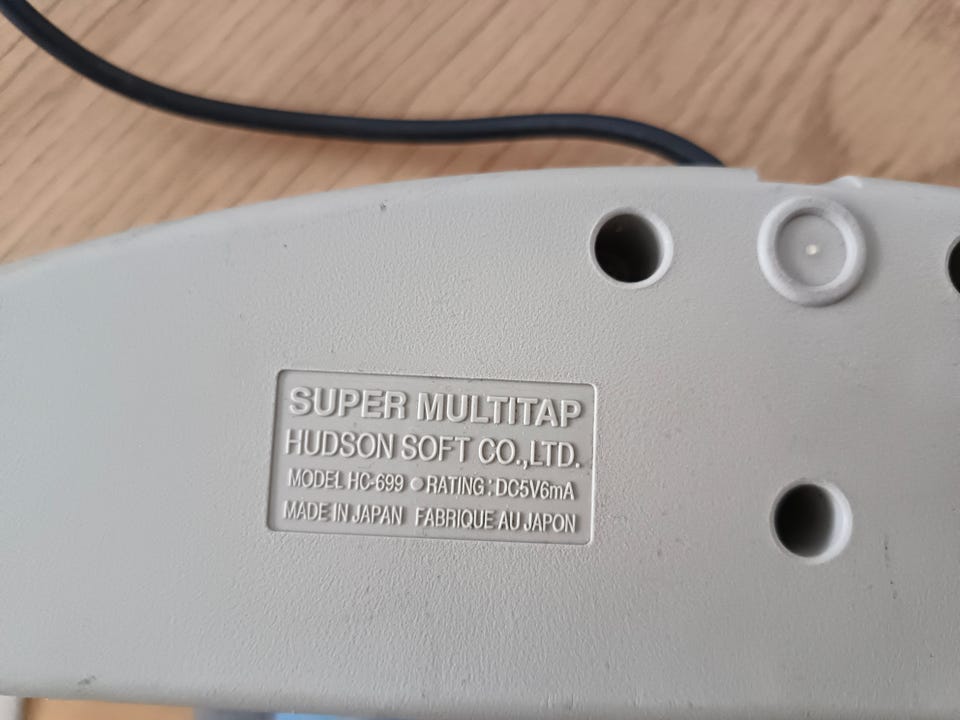 SUPER MULTITAP
HUDSON SOFT CO.,LTD.
MODEL HC-699 ● RATING : DC5V6mA
MADE IN JAPAN FABRIQUE AU JAPON